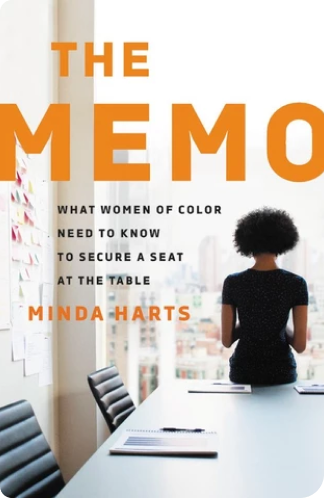 THE
MEMO
WHAT WOMEN OF COLOR
NEED TO KNOW
TO SECURE A SEAT
AT THE TABLE
MINDA HARTS